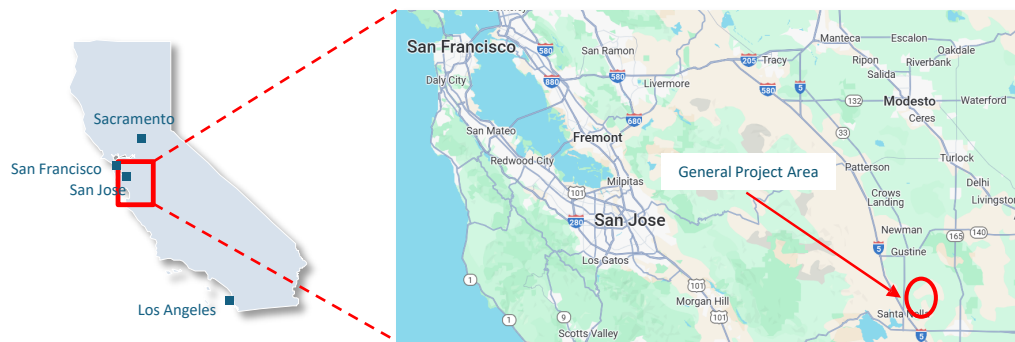 Sacramento
San Francisco
San Jose
Los Angeles
San Francisco
Daly City
San Mateo
Redwood City
San Ramon
Livermore
Fremont
Milpitas
San Jose
Los Gatos
Morgan Hill
Scotts Valley
Tracy
Manteca
Escalon
Oakdale
Ripon
Riverbank
Salida
Modesto
Waterford
Ceres
Turlock
Patterson
Delhi
Livingston
Crows
Landing
Newman
Gustine
General Project Area
580
205
580
880
580
680
5
132
33
101
280
1
1
101
101
165
140
5
5